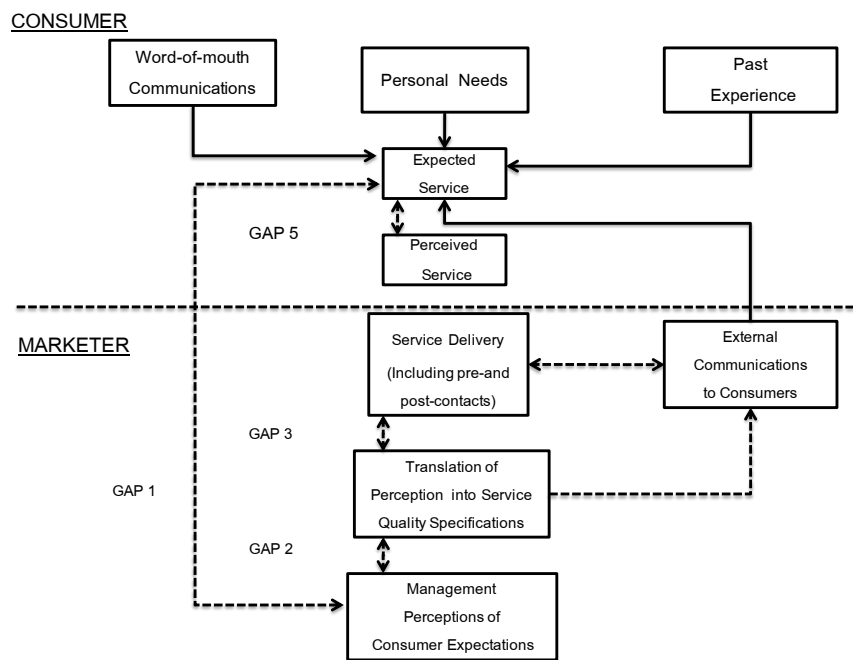 CONSUMER
Word-of-mouth
Communications
Personal Needs
Past
Experience
Expected
Service
GAP 5
Perceived
Service
MARKETER
Service Delivery
(Including pre-and
post-contacts)
External
Communications
to Consumers
GAP 3
Translation of
Perception into Service
Quality Specifications
GAP 1
GAP 2
Management
Perceptions of
Consumer Expectations